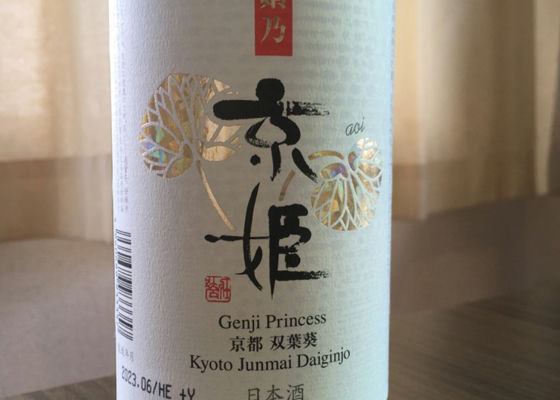 乃
京
aoi
姫
Genji Princess
京都 双葉葵
Kyoto Junmai Daiginjo
2023.06/HE +Y
日本酒